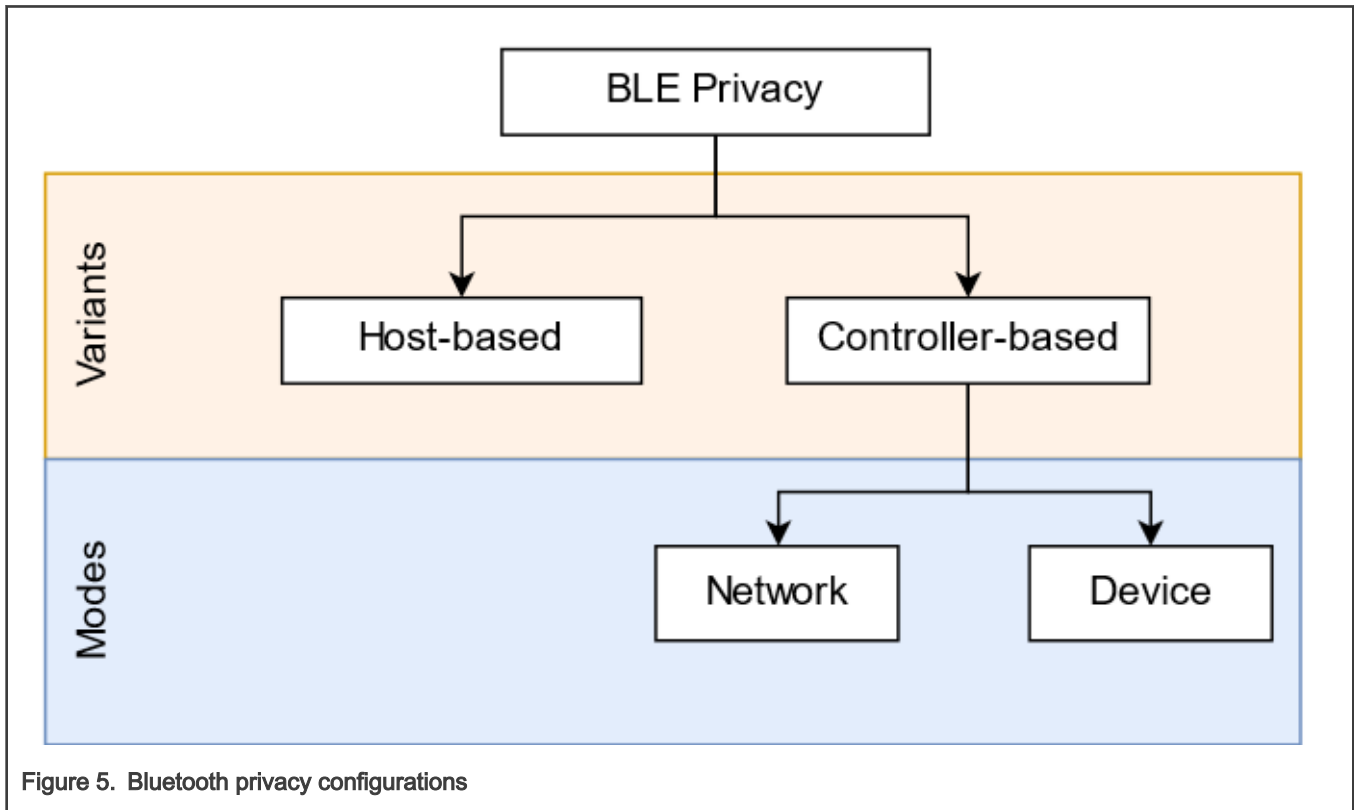 BLE Privacy
Variants
Host-based
Controller-based
Modes
Network
Device
Figure 5. Bluetooth privacy configurations